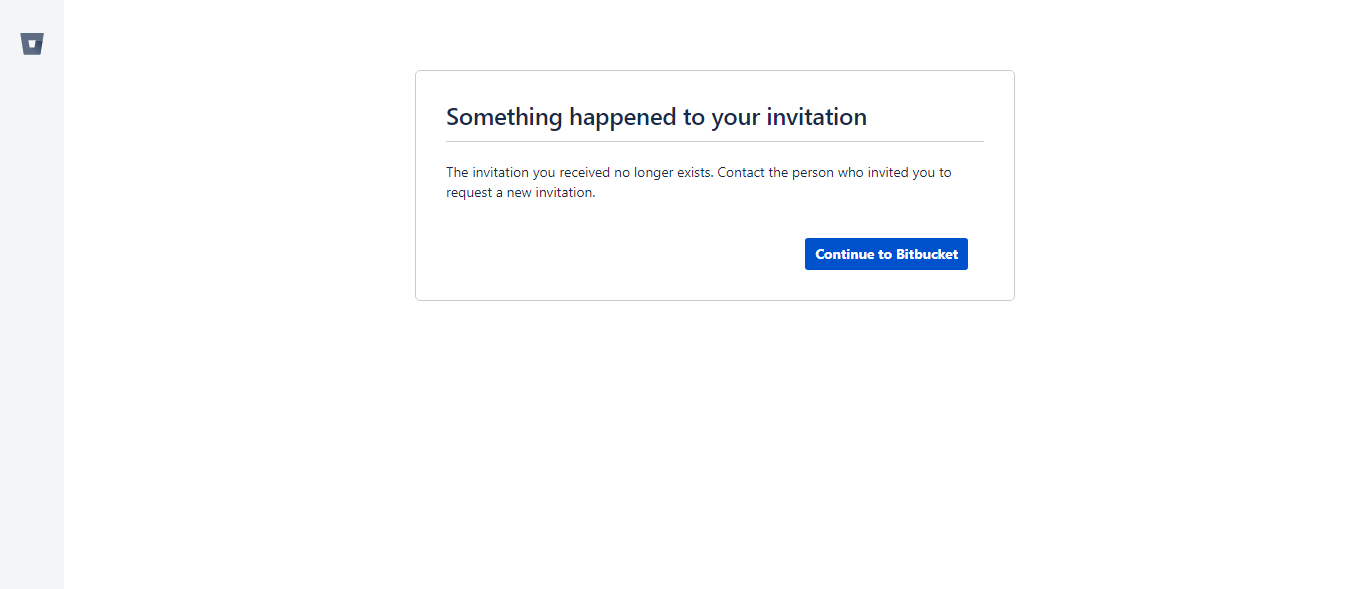 Something happened to your invitation
The invitation you received no longer exists. Contact the person who invited you to
request a new invitation.
Continue to Bitbucket